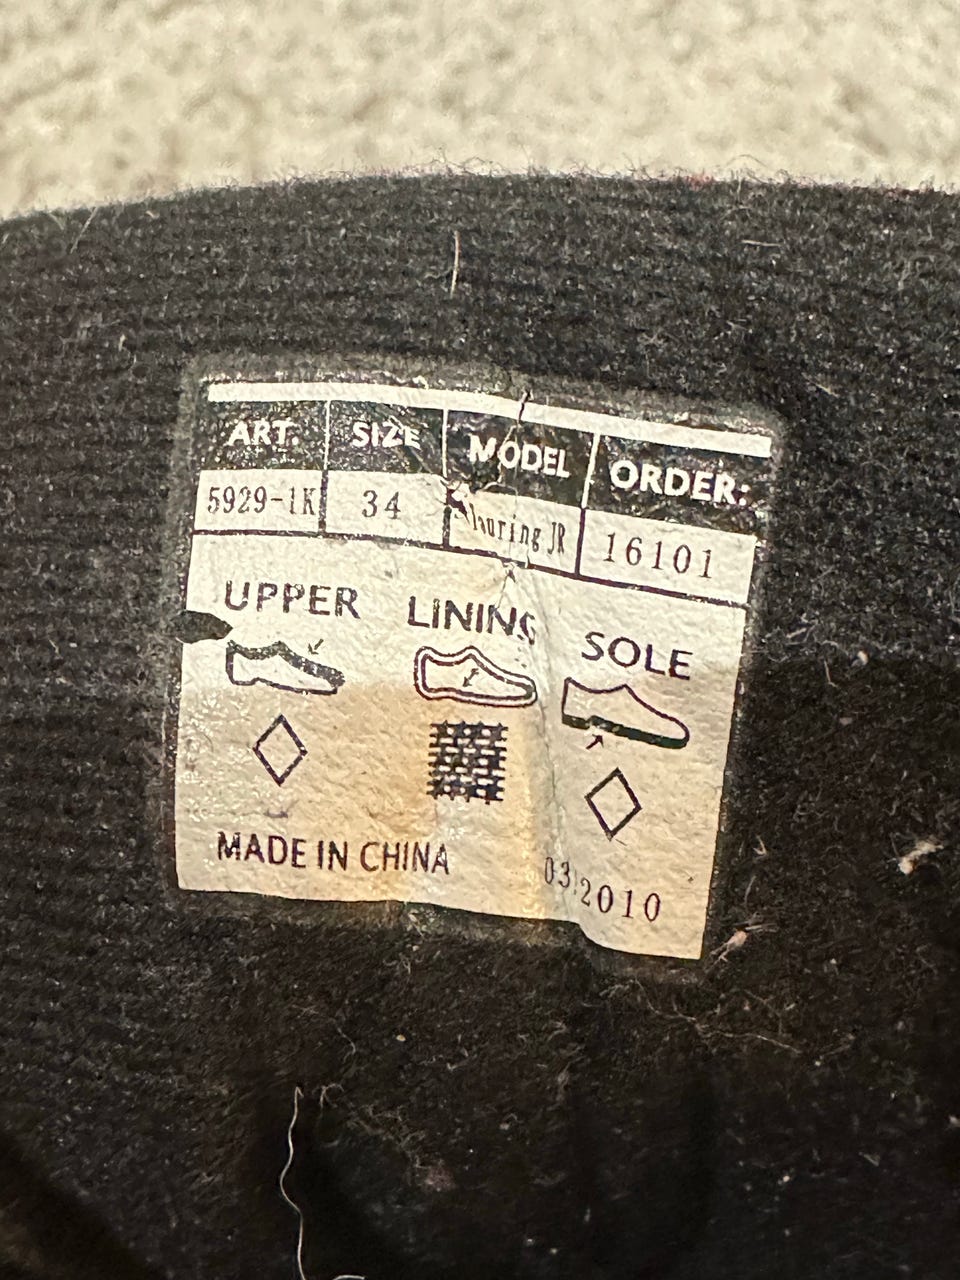 ART. SIZE MODEL ORDER:
5929-1K 34 JR 16101
UPPER LINING SOLE
MADE IN CHINA 03 2010